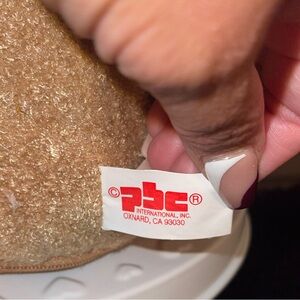 © pbc ®
INTERNATIONAL, INC.
OXNARD, CA 93030